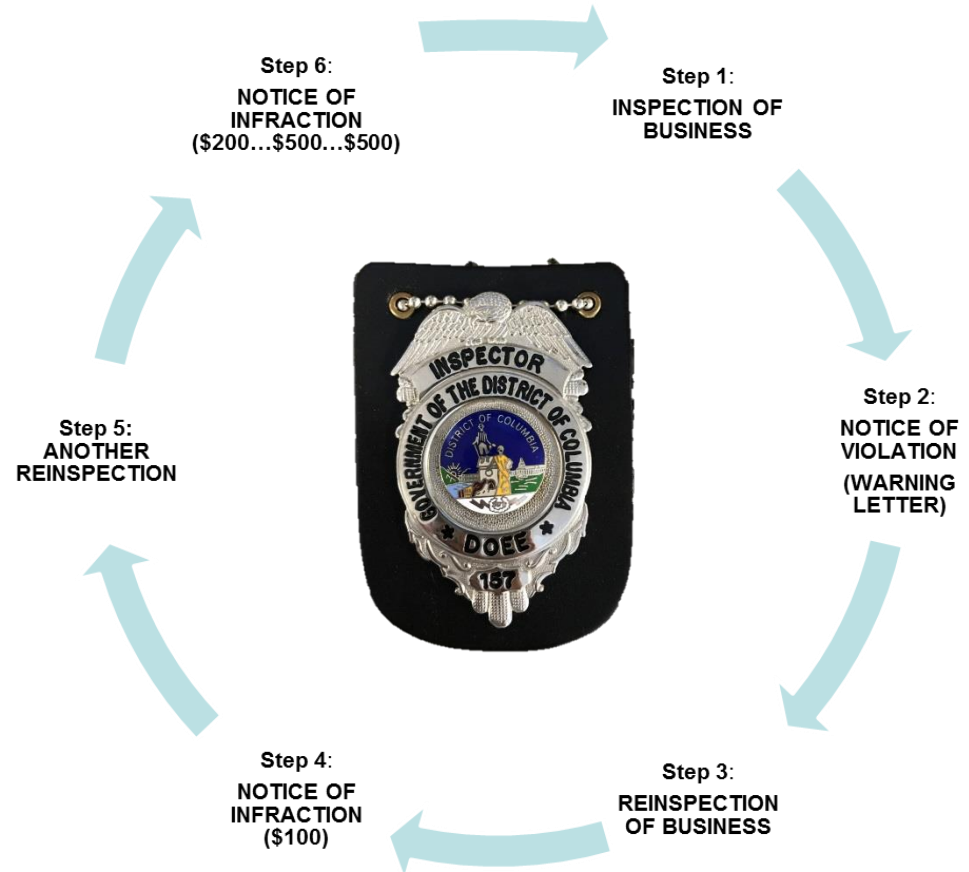 Step 1:
INSPECTION OF
BUSINESS
Step 2:
NOTICE OF
VIOLATION
(WARNING
LETTER)
Step 3:
REINSPECTION
OF BUSINESS
Step 4:
NOTICE OF
INFRACTION
($100)
Step 5:
ANOTHER
REINSPECTION
Step 6:
NOTICE OF
INFRACTION
($200…$500…$500)
INSPECTOR
GOVERNMENT OF THE DISTRICT OF COLUMBIA
DISTRICT OF COLUMBIA
DOEE
157